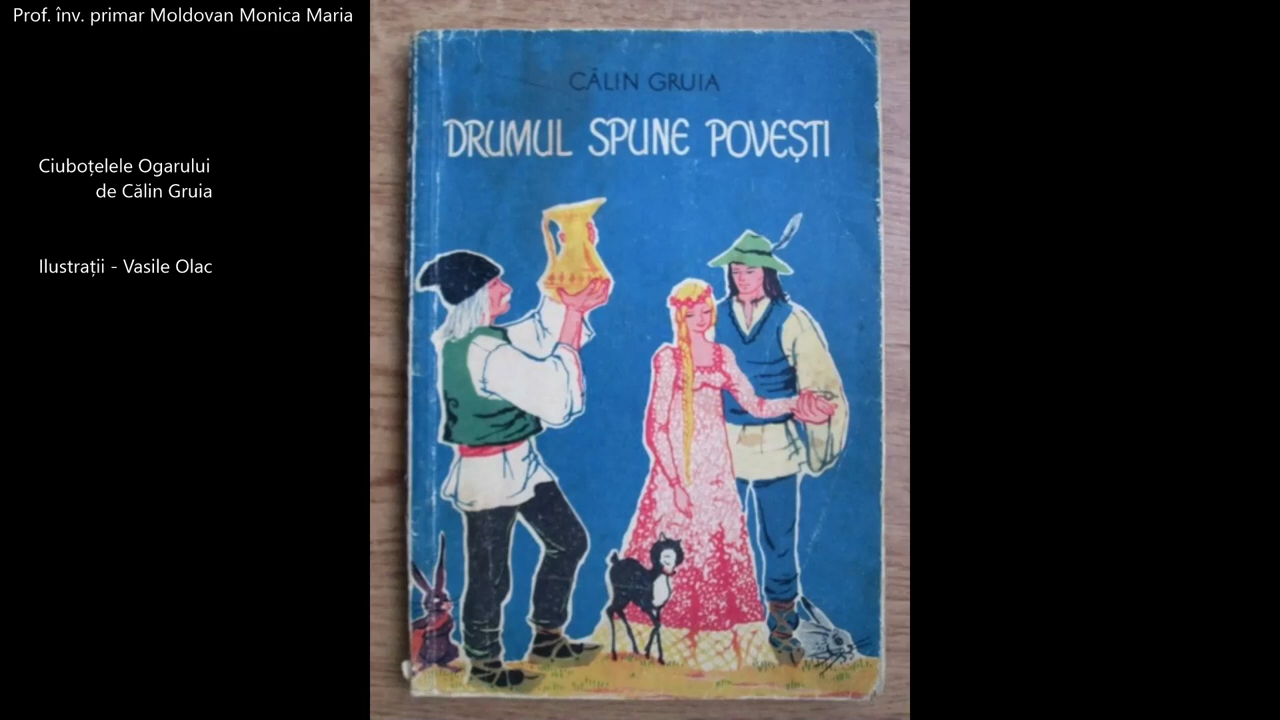 Prof. înv. primar Moldovan Monica Maria
Ciuboțelele Ogarului
de Călin Gruia
Ilustrații - Vasile Olac
CĂLIN GRUIA
DRUMUL SPUNE POVEȘTI